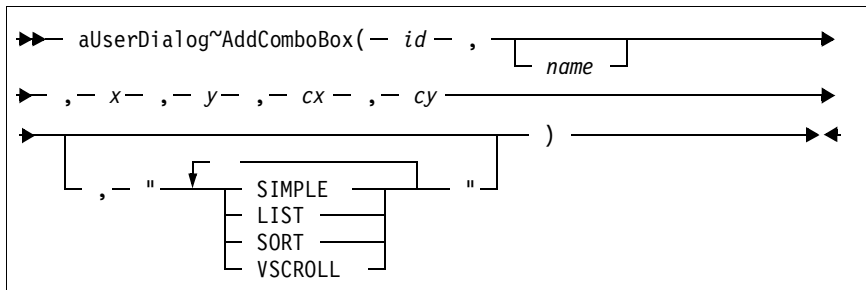 aUserDialog~AddComboBox( id ,
name
, x , y , cx , cy
)
, " SIMPLE "
LIST
SORT
VSCROLL